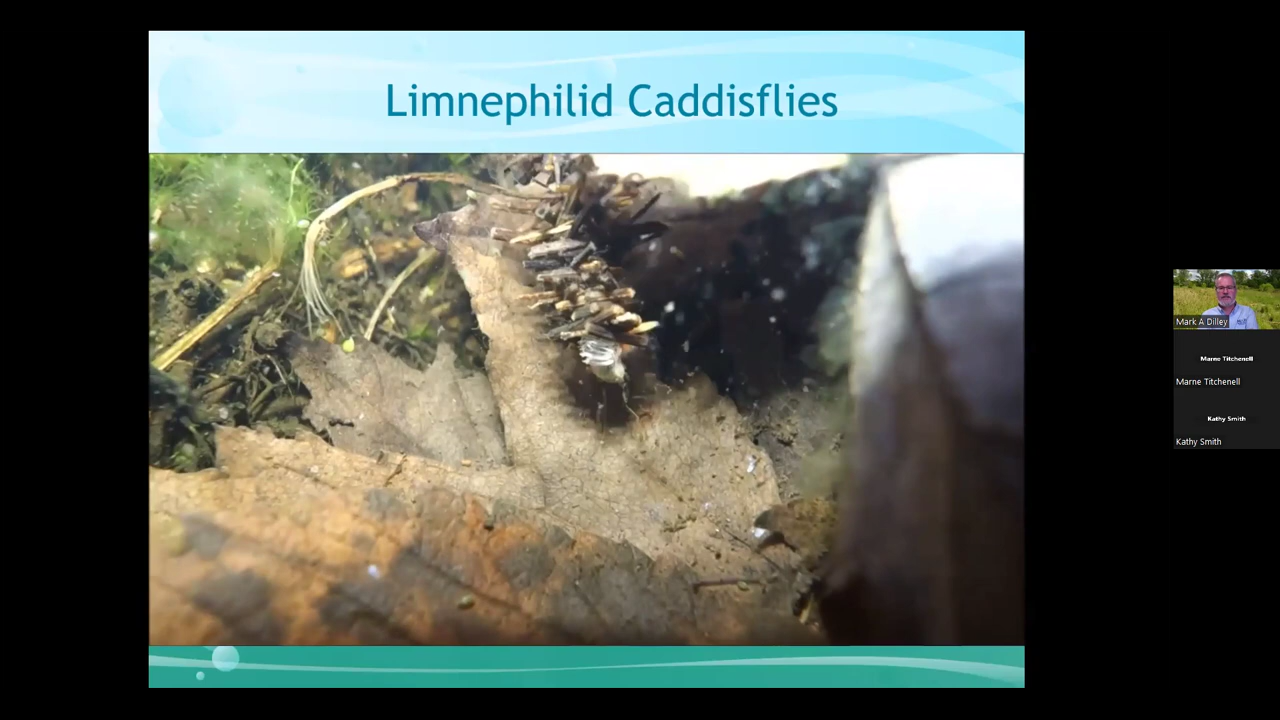 Limnephilid Caddisflies
Mark A Dilley
Marne Titchenell
Marne Titchenell
Kathy Smith
Kathy Smith